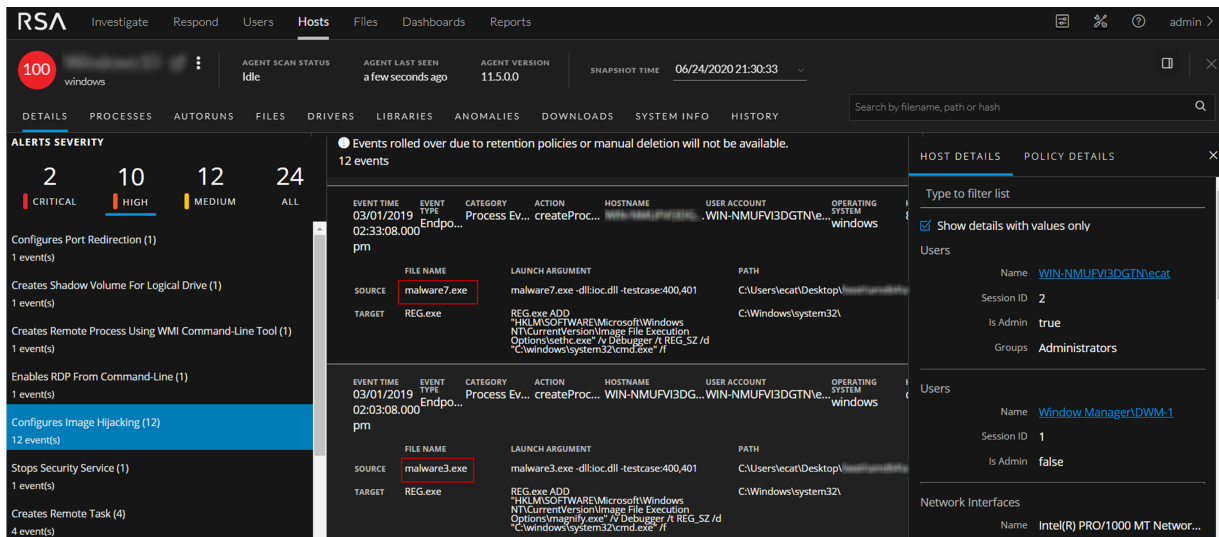 RSA Investigate Respond Users Hosts Files Dashboards Reports admin >
100
windows
AGENT SCAN STATUS
Idle
AGENT LAST SEEN
a few seconds ago
AGENT VERSION
11.5.0.0
SNAPSHOT TIME 06/24/2020 21:30:33
DETAILS PROCESSES AUTORUNS FILES DRIVERS LIBRARIES ANOMALIES DOWNLOADS SYSTEM INFO HISTORY
Search by filename, path or hash
ALERTS SEVERITY
2 10 12 24
CRITICAL HIGH MEDIUM ALL
Configures Port Redirection (1)
1 event(s)
Creates Shadow Volume For Logical Drive (1)
1 event(s)
Creates Remote Process Using WMI Command-Line Tool (1)
1 event(s)
Enables RDP From Command-Line (1)
1 event(s)
Configures Image Hijacking (12)
12 event(s)
Stops Security Service (1)
1 event(s)
Creates Remote Task (4)
4 event(s)
Events rolled over due to retention policies or manual deletion will not be available.
12 events
EVENT TIME EVENT TYPE CATEGORY ACTION HOSTNAME USER ACCOUNT OPERATING SYSTEM
03/01/2019 02:33:08.000 pm Endpo... Process Ev... createProc... .WIN-NMUFVI3DGTN\e... windows
FILE NAME LAUNCH ARGUMENT PATH
SOURCE malware7.exe malware7.exe -dll:ioc.dll -testcase:400,401 C:\Users\ecat\Desktop\
TARGET REG.exe REG.exe ADD C:\Windows\system32\
"HKLM\SOFTWARE\Microsoft\Windows
NT\CurrentVersion\Image File Execution
Options\sethc.exe" /v Debugger /t REG_SZ /d
"C:\windows\system32\cmd.exe" /f
EVENT TIME EVENT TYPE CATEGORY ACTION HOSTNAME USER ACCOUNT OPERATING SYSTEM
03/01/2019 02:03:08.000 pm Endpo... Process Ev... createProc... WIN-NMUFVI3DG... WIN-NMUFVI3DGTN\e... windows
FILE NAME LAUNCH ARGUMENT PATH
SOURCE malware3.exe malware3.exe -dll:ioc.dll -testcase:400,401 C:\Users\ecat\Desktop\
TARGET REG.exe REG.exe ADD C:\Windows\system32\
"HKLM\SOFTWARE\Microsoft\Windows
NT\CurrentVersion\Image File Execution
Options\magnify.exe" /v Debugger /t REG_SZ /d
"C:\windows\system32\cmd.exe" /f
HOST DETAILS POLICY DETAILS
Type to filter list
Show details with values only
Users
Name WIN-NMUFVI3DGTN\ecat
Session ID 2
Is Admin true
Groups Administrators
Users
Name Window Manager\DWM-1
Session ID 1
Is Admin false
Network Interfaces
Name Intel(R) PRO/1000 MT Networ...